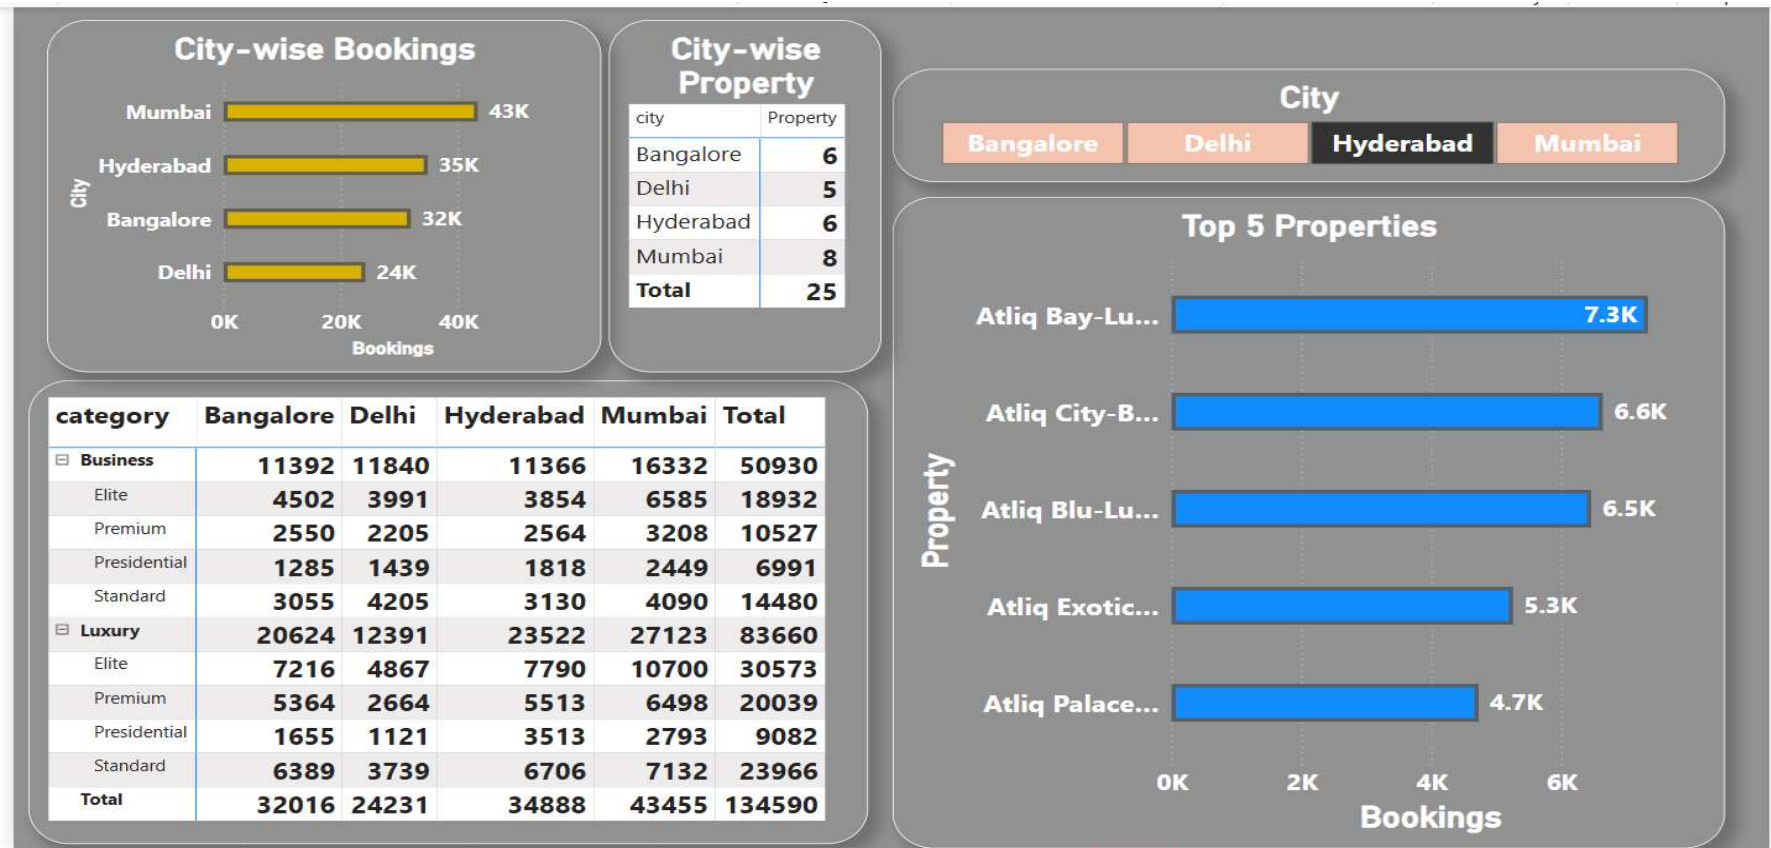 City-wise Bookings
Mumbai 43K
Hyderabad 35K
Bangalore 32K
Delhi 24K
City
0K 20K 40K
Bookings
City-wise
Property
city Property
Bangalore 6
Delhi 5
Hyderabad 6
Mumbai 8
Total 25
City
Bangalore Delhi Hyderabad Mumbai
category Bangalore Delhi Hyderabad Mumbai Total
Business 11392 11840 11366 16332 50930
Elite 4502 3991 3854 6585 18932
Premium 2550 2205 2564 3208 10527
Presidential 1285 1439 1818 2449 6991
Standard 3055 4205 3130 4090 14480
Luxury 20624 12391 23522 27123 83660
Elite 7216 4867 7790 10700 30573
Premium 5364 2664 5513 6498 20039
Presidential 1655 1121 3513 2793 9082
Standard 6389 3739 6706 7132 23966
Total 32016 24231 34888 43455 134590
Top 5 Properties
Atliq Bay-Lu... 7.3K
Atliq City-B... 6.6K
Atliq Blu-Lu... 6.5K
Atliq Exotic... 5.3K
Atliq Palace... 4.7K
Property
0K 2K 4K 6K
Bookings